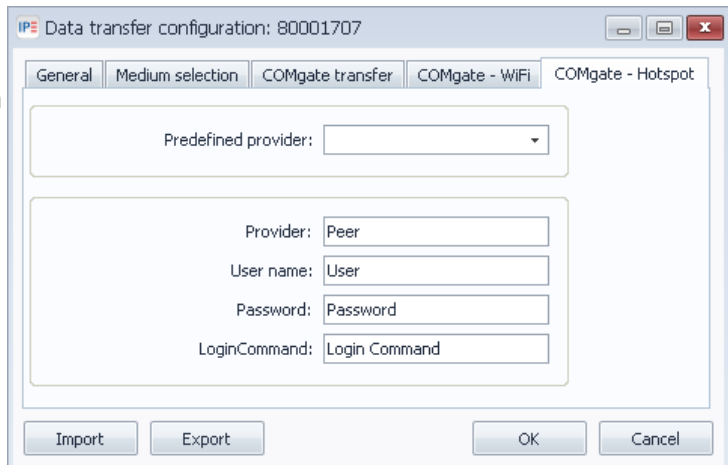 IPE Data transfer configuration: 80001707
General Medium selection COMgate transfer COMgate - WiFi COMgate - Hotspot
Predefined provider:
Provider: Peer
User name: User
Password: Password
LoginCommand: Login Command
Import Export OK Cancel